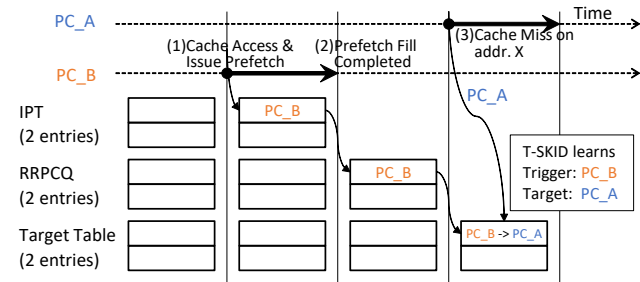 PC_A
Time
(1)Cache Access &
Issue Prefetch
(2)Prefetch Fill
Completed
(3)Cache Miss on
addr. X
PC_B
PC_A
IPT
(2 entries)
PC_B
RRPCQ
(2 entries)
PC_B
T-SKID learns
Trigger: PC_B
Target: PC_A
Target Table
(2 entries)
PC_B -> PC_A